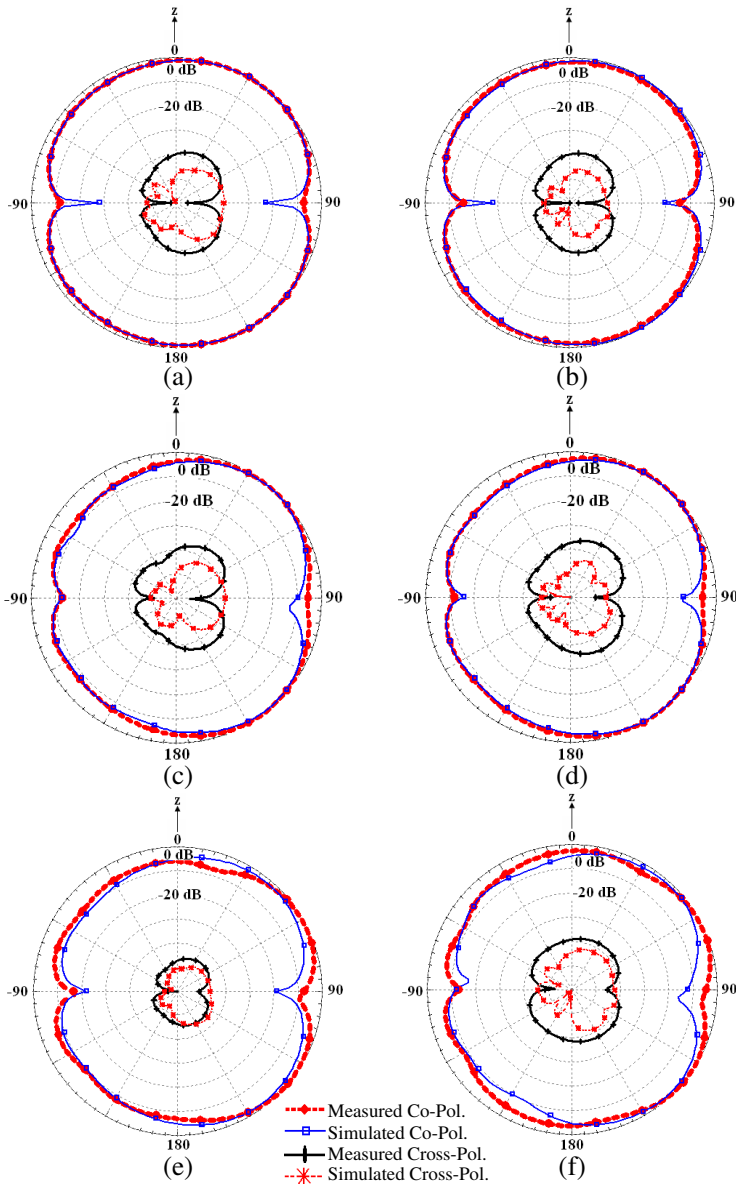 z
z
0
0
0 dB
0 dB
-20 dB
-20 dB
-90
90
-90
90
180
180
(a)
(b)
z
z
0
0
0 dB
0 dB
-20 dB
-20 dB
-90
90
-90
90
180
180
(c)
(d)
z
z
0
0
0 dB
0 dB
-20 dB
-20 dB
-90
90
-90
90
Measured Co-Pol.
Simulated Co-Pol.
Measured Cross-Pol.
Simulated Cross-Pol.
180
180
(e)
(f)